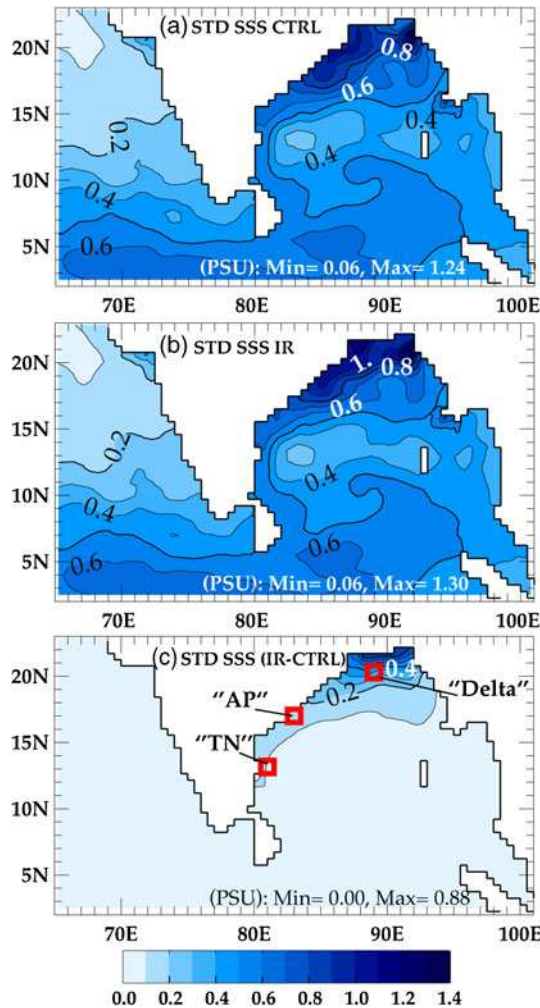 (a) STD SSS CTRL
20N
0.8
0.6
15N
0.2
0.4
10N
0.4
0.4
5N
0.6
(PSU): Min= 0.06, Max= 1.24
70E 80E 90E 100E
(b) STD SSS IR
20N
1.
0.8
0.6
15N
0.2
0.4
10N
0.4
5N
0.6
(PSU): Min= 0.06, Max= 1.30
70E 80E 90E 100E
(c) STD SSS (IR-CTRL)
20N
0.4
"Delta"
0.2
"AP"
15N
"TN"
10N
5N
(PSU): Min= 0.00, Max= 0.88
70E 80E 90E 100E
0.0 0.2 0.4 0.6 0.8 1.0 1.2 1.4